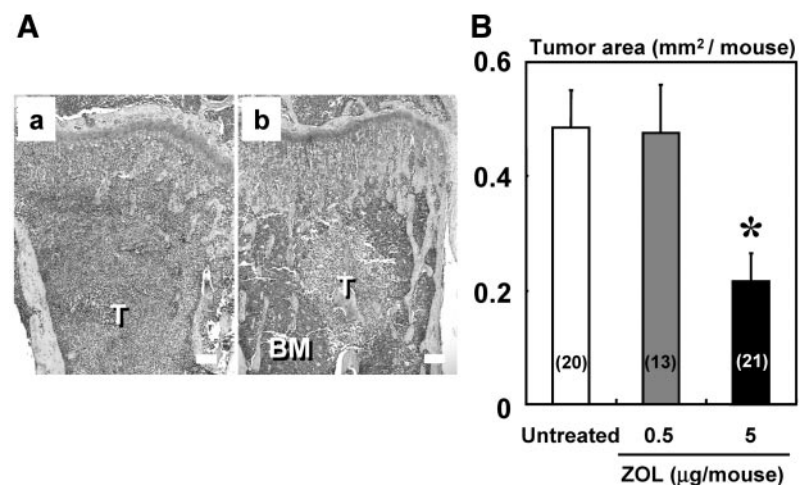 A
a
b
T
T
BM
B
Tumor area (mm² / mouse)
0.6
0.4
0.2
0
(20)
(13)
(21)
*
Untreated
0.5
5
ZOL (μg/mouse)